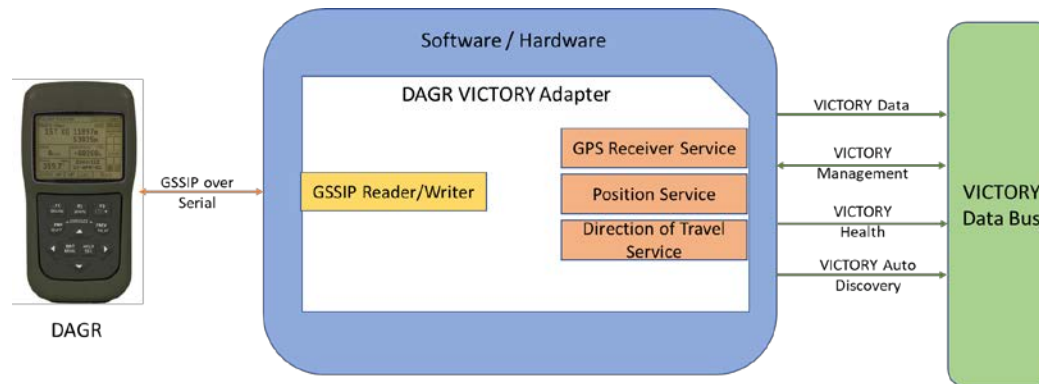 Software / Hardware
DAGR VICTORY Adapter
GPS Receiver Service
GSSIP Reader/Writer
Position Service
Direction of Travel
Service
GSSIP over
Serial
DAGR
VICTORY Data
VICTORY
Management
VICTORY
Health
VICTORY Auto
Discovery
VICTORY
Data Bus